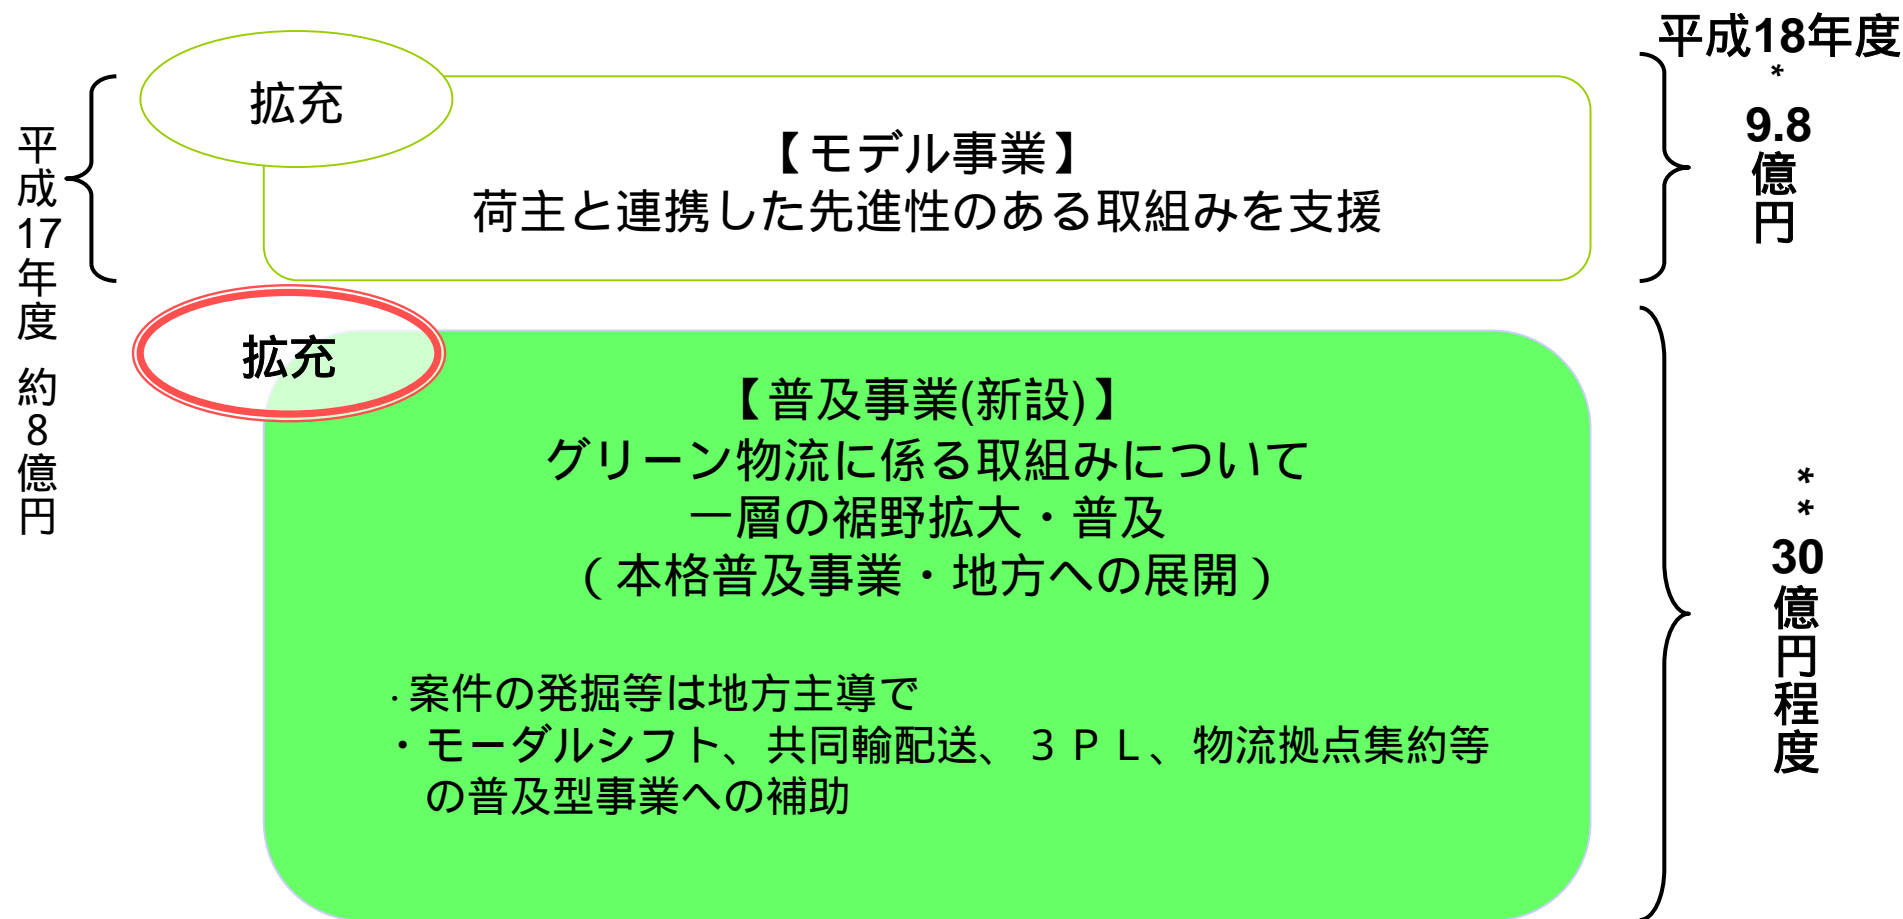 平成18年度
*
9.8
億
円
拡充
【モデル事業】
荷主と連携した先進性のある取組みを支援
平成17年度 約8億円
拡充
【普及事業(新設)】
グリーン物流に係る取組みについて
一層の裾野拡大・普及
（本格普及事業・地方への展開）
・案件の発掘等は地方主導で
・モーダルシフト、共同輸配送、３ＰＬ、物流拠点集約等
の普及型事業への補助
**
30
億円程度